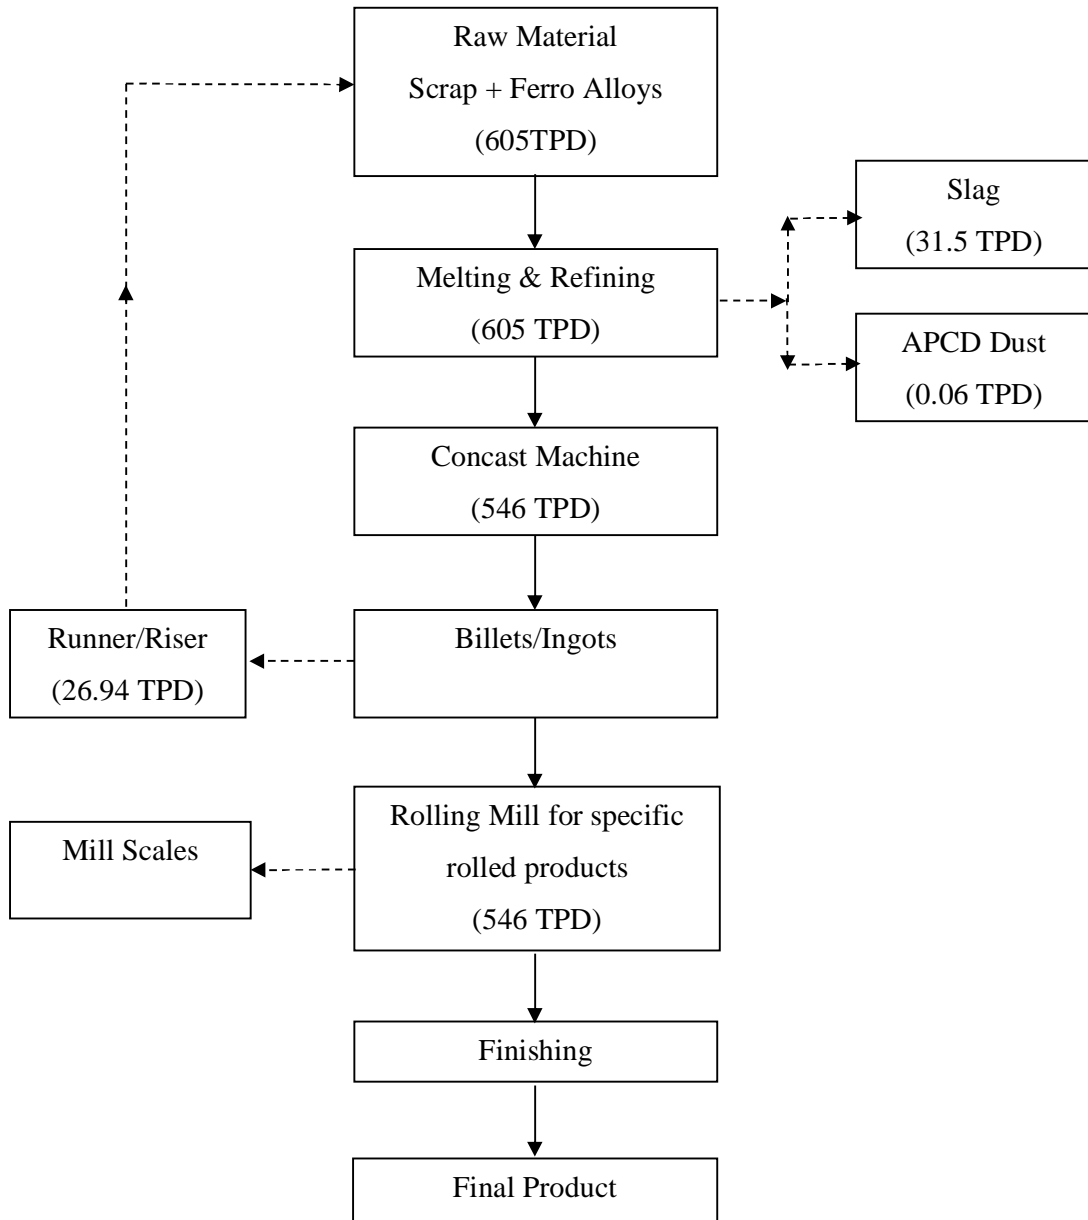 Raw Material
Scrap + Ferro Alloys
(605TPD)
Slag
(31.5 TPD)
Melting & Refining
(605 TPD)
APCD Dust
(0.06 TPD)
Concast Machine
(546 TPD)
Runner/Riser
(26.94 TPD)
Billets/Ingots
Rolling Mill for specific
rolled products
(546 TPD)
Mill Scales
Finishing
Final Product